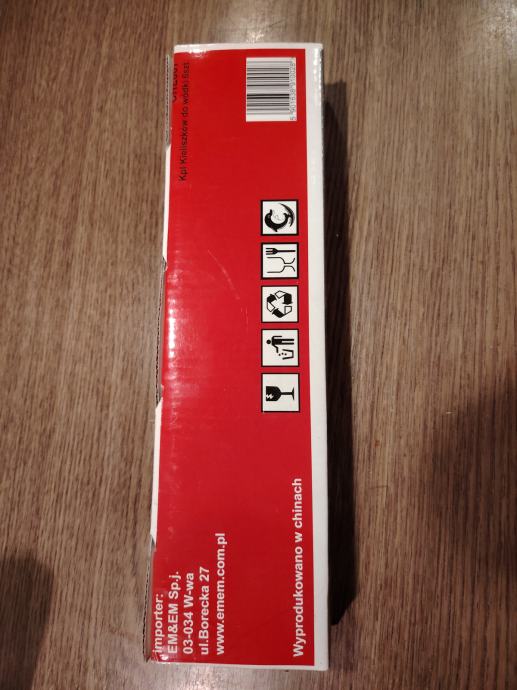 Kpl Kieliszków do wódki 6szt
importer:
EM&EM Sp.j.
03-034 W-wa
ul.Borecka 27
www.emem.com.pl
Wyprodukowano w chinach